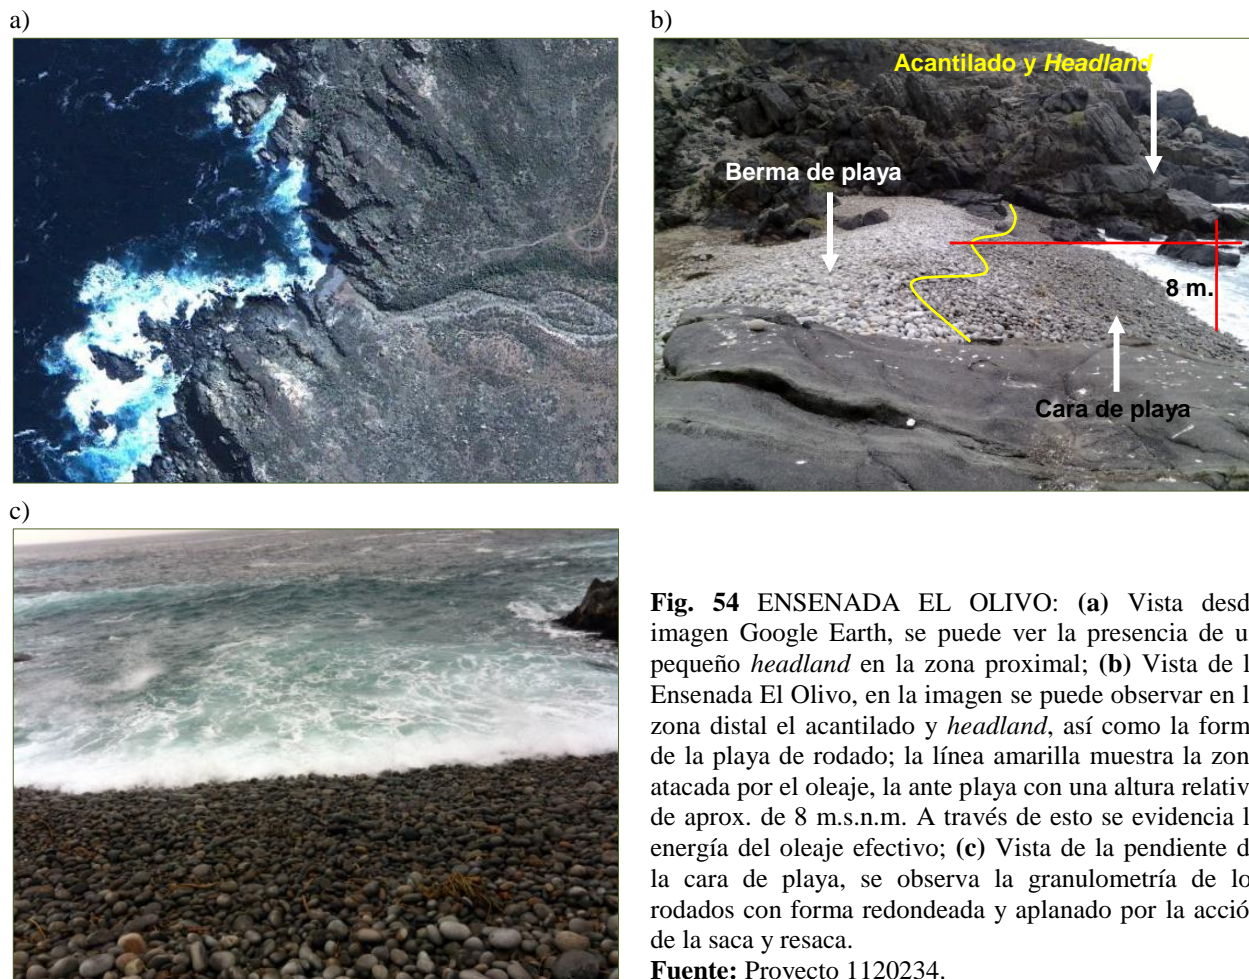 a)
b)
Acantilado y Headland
Berma de playa
8 m.
Cara de playa
c)
Fig. 54 ENSENADA EL OLIVO: (a) Vista desd
imagen Google Earth, se puede ver la presencia de u
pequeño headland en la zona proximal; (b) Vista de l
Ensenada El Olivo, en la imagen se puede observar en l
zona distal el acantilado y headland, así como la form
de la playa de rodado; la línea amarilla muestra la zon
atacada por el oleaje, la ante playa con una altura relativ
de aprox. de 8 m.s.n.m. A través de esto se evidencia l
energía del oleaje efectivo; (c) Vista de la pendiente d
la cara de playa, se observa la granulometría de lo
rodados con forma redondeada y aplanado por la acció
de la saca y resaca.
Fuente: Proyecto 1120234.